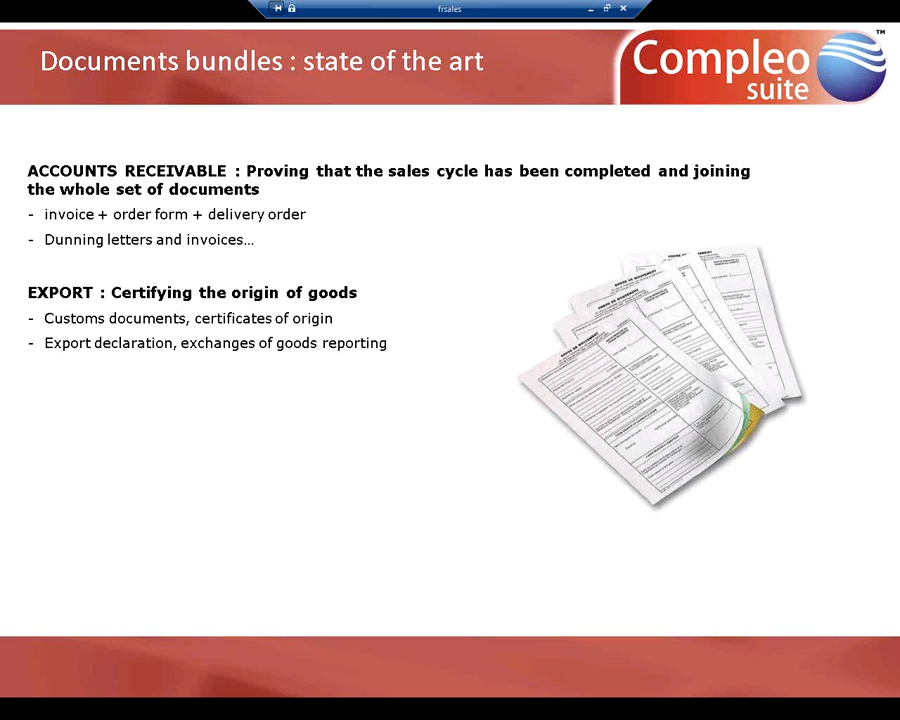 frsales
Documents bundles : state of the art
Compleo
suite
TM
ACCOUNTS RECEIVABLE : Proving that the sales cycle has been completed and joining
the whole set of documents
- invoice + order form + delivery order
- Dunning letters and invoices…
EXPORT : Certifying the origin of goods
- Customs documents, certificates of origin
- Export declaration, exchanges of goods reporting